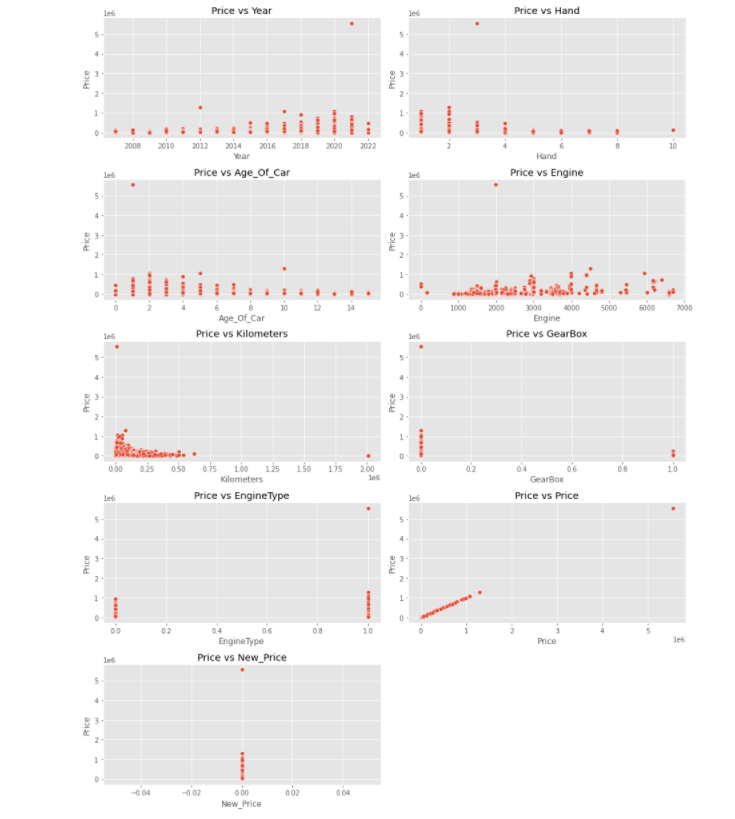 Price vs Year
1e6
5
4
3
2
1
0
Price
2008 2010 2012 2014 2016 2018 2020 2022
Year
Price vs Hand
1e6
5
4
3
2
1
0
Price
2 4 6 8 10
Hand
Price vs Age_Of_Car
1e6
5
4
3
2
1
0
Price
0 2 4 6 8 10 12 14
Age_Of_Car
Price vs Engine
1e6
5
4
3
2
1
0
Price
0 1000 2000 3000 4000 5000 6000 7000
Engine
Price vs Kilometers
1e6
5
4
3
2
1
0
Price
0.00 0.25 0.50 0.75 1.00 1.25 1.50 1.75 2.00
Kilometers
1e6
Price vs GearBox
1e6
5
4
3
2
1
0
Price
0.0 0.2 0.4 0.6 0.8 1.0
GearBox
Price vs EngineType
1e6
5
4
3
2
1
0
Price
0.0 0.2 0.4 0.6 0.8 1.0
EngineType
Price vs Price
1e6
5
4
3
2
1
0
Price
0 1 2 3 4 5
Price
1e6
Price vs New_Price
1e6
5
4
3
2
1
0
Price
−0.04 −0.02 0.00 0.02 0.04
New_Price